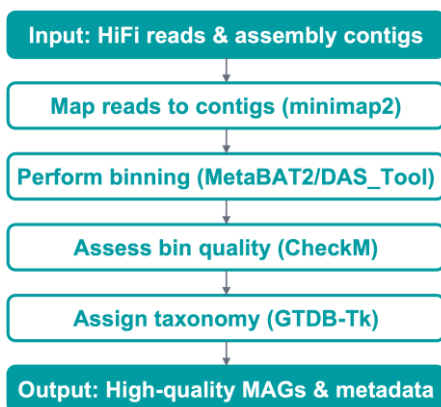 Input: HiFi reads & assembly contigs
Map reads to contigs (minimap2)
Perform binning (MetaBAT2/DAS_Tool)
Assess bin quality (CheckM)
Assign taxonomy (GTDB-Tk)
Output: High-quality MAGs & metadata